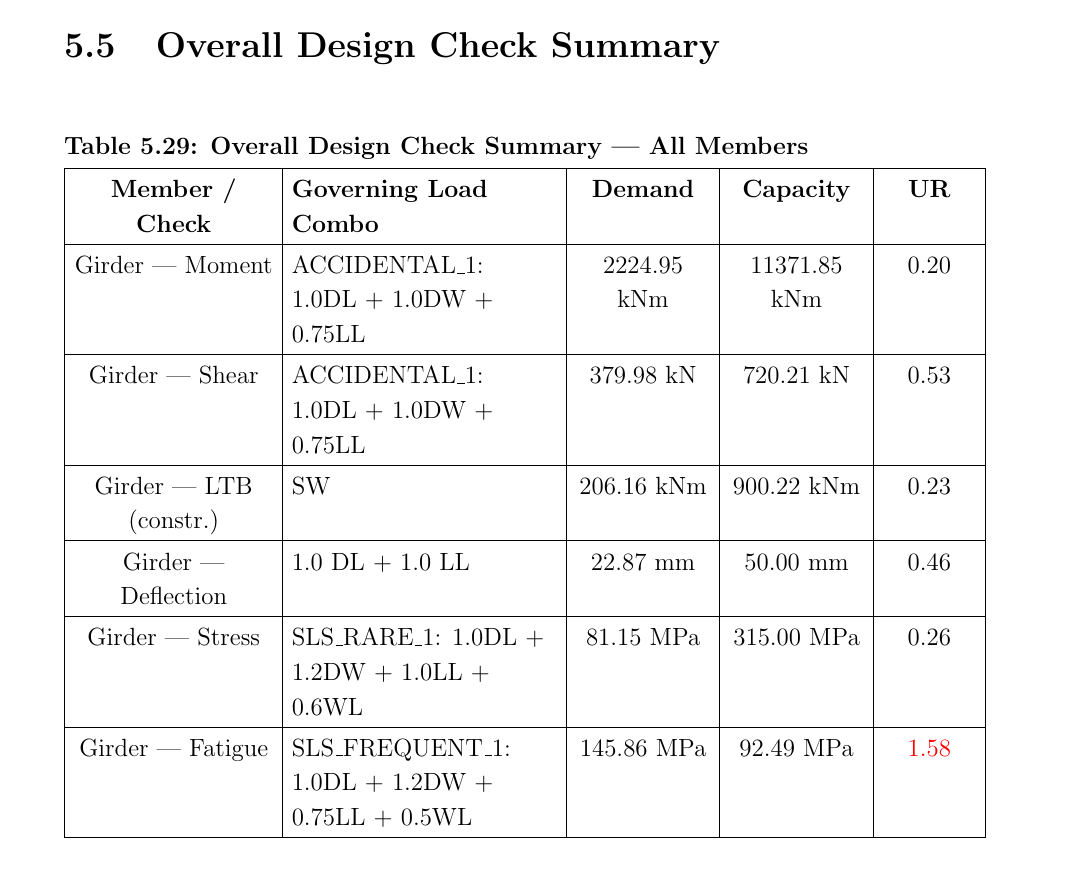 5.5 Overall Design Check Summary
Table 5.29: Overall Design Check Summary — All Members
Member / Check Governing Load Combo Demand Capacity UR
Girder — Moment ACCIDENTAL_1: 1.0DL + 1.0DW + 0.75LL 2224.95 kNm 11371.85 kNm 0.20
Girder — Shear ACCIDENTAL_1: 1.0DL + 1.0DW + 0.75LL 379.98 kN 720.21 kN 0.53
Girder — LTB (constr.) SW 206.16 kNm 900.22 kNm 0.23
Girder — Deflection 1.0 DL + 1.0 LL 22.87 mm 50.00 mm 0.46
Girder — Stress SLS_RARE_1: 1.0DL + 1.2DW + 1.0LL + 0.6WL 81.15 MPa 315.00 MPa 0.26
Girder — Fatigue SLS_FREQUENT_1: 1.0DL + 1.2DW + 0.75LL + 0.5WL 145.86 MPa 92.49 MPa 1.58